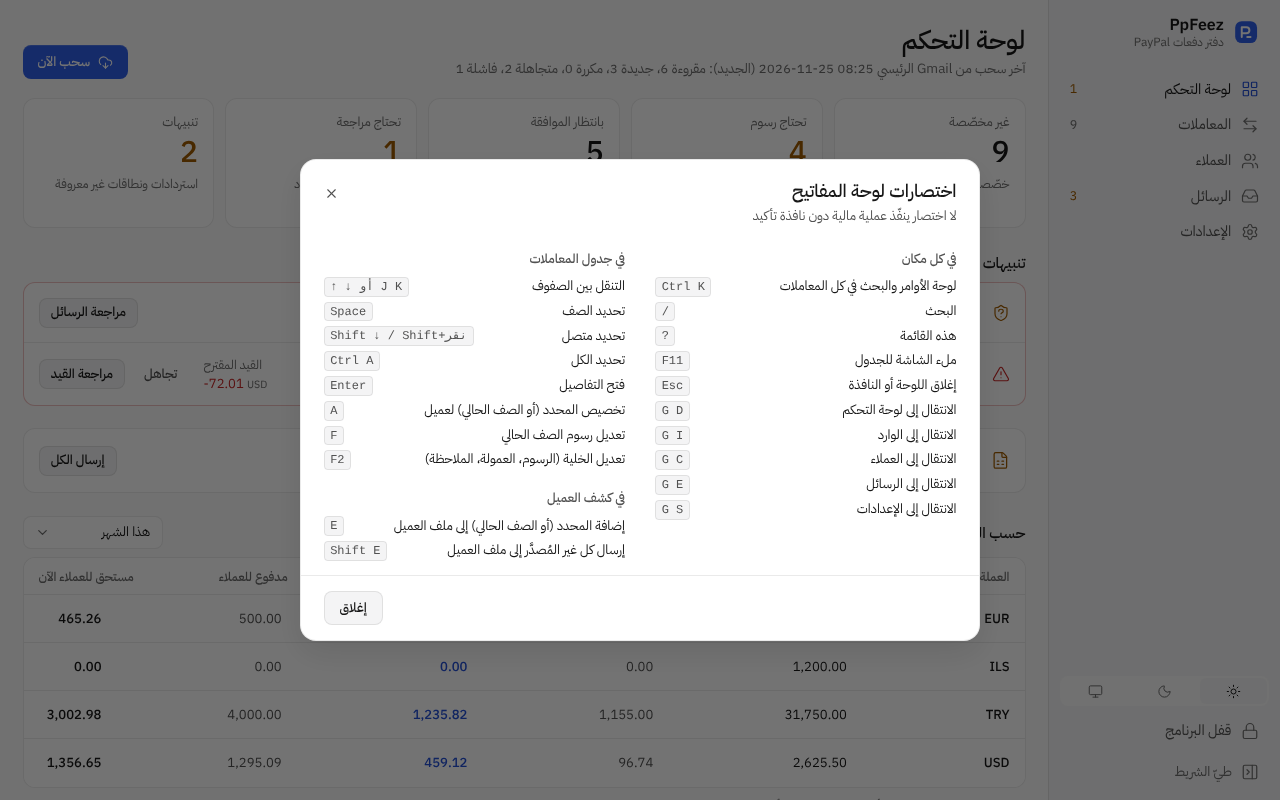 PpFeez
دفتر دفعات PayPal
لوحة التحكم 1
المعاملات 9
العملاء
الرسائل 3
الإعدادات
قفل البرنامج
طيّ الشريط
لوحة التحكم
آخر سحب من Gmail الرئيسي 08:25 25-11-2026 (الجديد): مقروءة 6، جديدة 3، مكررة 0، متجاهلة 2، فاشلة 1
سحب الآن
غير مخصّصة
9
تحتاج رسوم
4
بانتظار الموافقة
5
تحتاج مراجعة
1
تنبيهات
2
استردادات ونطاقات غير معروفة
تنبيهات
مراجعة الرسائل
القيد المقترح
-72.01 USD
تجاهل
مراجعة القيد
إرسال الكل
هذا الشهر
العملة
مدفوع للعملاء
مستحق للعملاء الآن
EUR 500.00 465.26
ILS 1,200.00 0.00 0.00 0.00 0.00
TRY 31,750.00 1,155.00 1,235.82 4,000.00 3,002.98
USD 2,625.50 96.74 459.12 1,295.09 1,356.65
اختصارات لوحة المفاتيح
لا اختصار ينفّذ عملية مالية دون نافذة تأكيد
في كل مكان
لوحة الأوامر والبحث في كل المعاملات Ctrl K
البحث /
هذه القائمة ?
ملء الشاشة للجدول F11
إغلاق اللوحة أو النافذة Esc
الانتقال إلى لوحة التحكم G D
الانتقال إلى الوارد G I
الانتقال إلى العملاء G C
الانتقال إلى الرسائل G E
الانتقال إلى الإعدادات G S
في جدول المعاملات
التنقل بين الصفوف ↑ ↓ أو J K
تحديد الصف Space
تحديد متصل Shift ↓ / Shift+نقر
تحديد الكل Ctrl A
فتح التفاصيل Enter
تخصيص المحدد (أو الصف الحالي) لعميل A
تعديل رسوم الصف الحالي F
تعديل الخلية (الرسوم، العمولة، الملاحظة) F2
في كشف العميل
إضافة المحدد (أو الصف الحالي) إلى ملف العميل E
إرسال كل غير المُصدَّر إلى ملف العميل Shift E
إغلاق